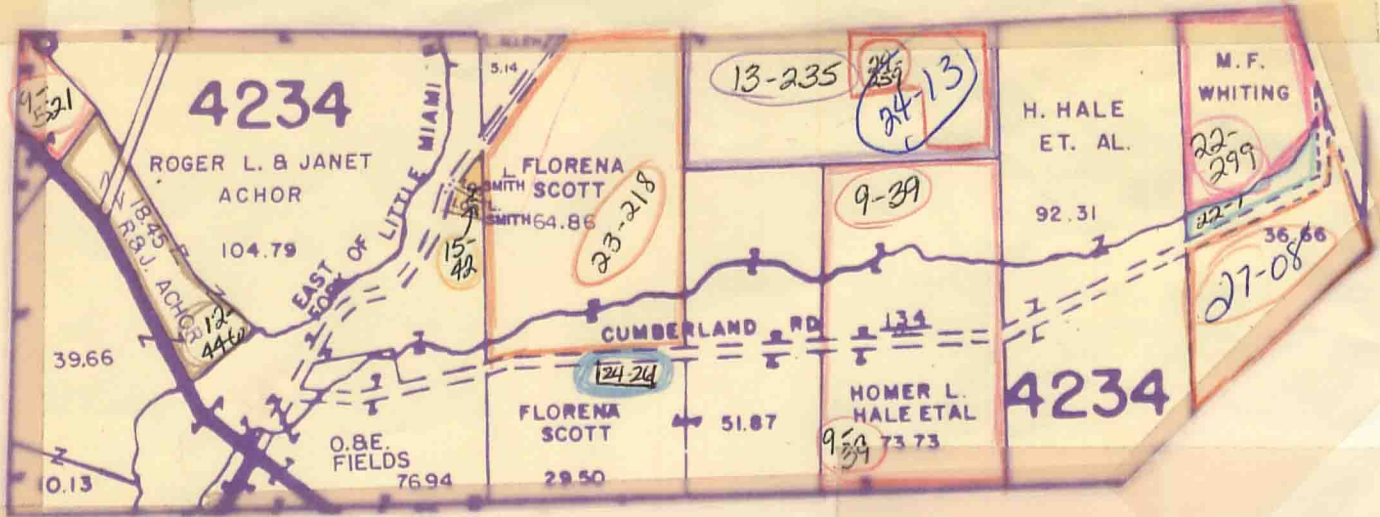 9-
521
4234
ROGER L. & JANET
ACHOR
104.79
1845
R&J. ACHOR
12-
446
39.66
10.13
EAST
FORK OF LITTLE MIAMI
5.14
L.
SMITH
L.
SMITH
15-
42
FLORENA
SCOTT
64.86
23-218
13-235
24-13
9-39
H. HALE
ET. AL.
92.31
M. F.
WHITING
22-
299
22-1
36.66
27-08
CUMBERLAND RD
134
24-26
FLORENA
SCOTT
29.50
O.&E.
FIELDS
76.94
51.87
HOMER L.
HALE ETAL
73.73
9-
39
4234